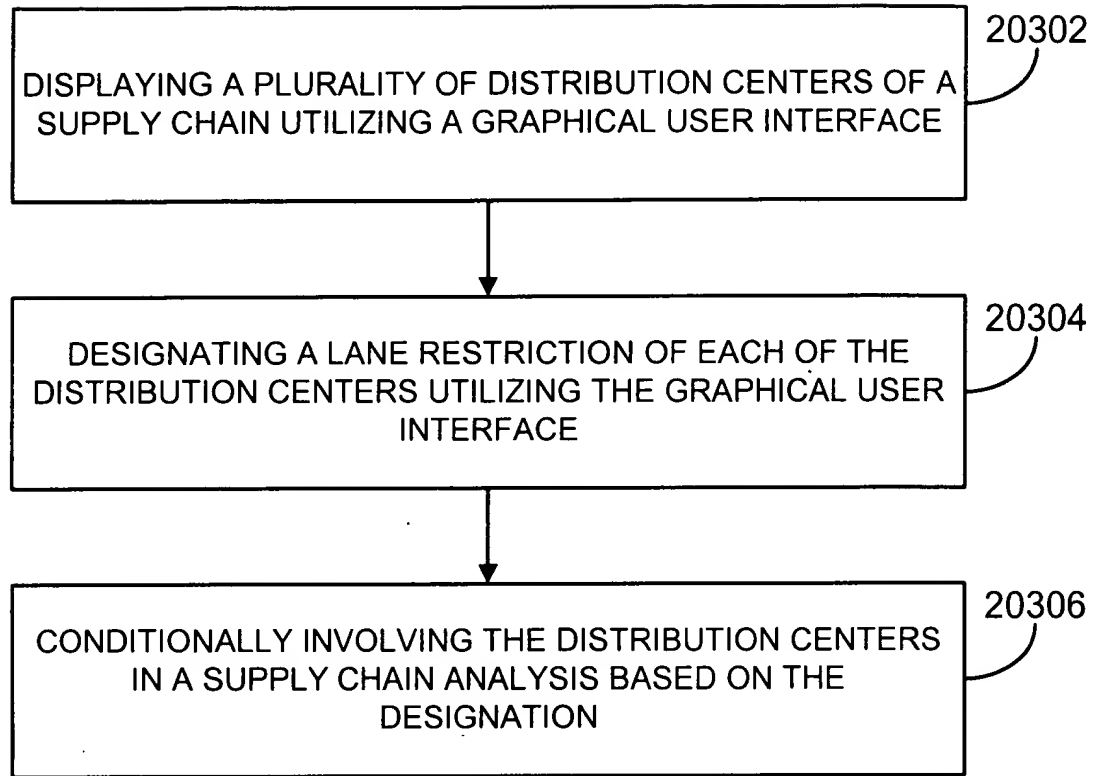 20302
DISPLAYING A PLURALITY OF DISTRIBUTION CENTERS OF A
SUPPLY CHAIN UTILIZING A GRAPHICAL USER INTERFACE
20304
DESIGNATING A LANE RESTRICTION OF EACH OF THE
DISTRIBUTION CENTERS UTILIZING THE GRAPHICAL USER
INTERFACE
20306
CONDITIONALLY INVOLVING THE DISTRIBUTION CENTERS
IN A SUPPLY CHAIN ANALYSIS BASED ON THE
DESIGNATION